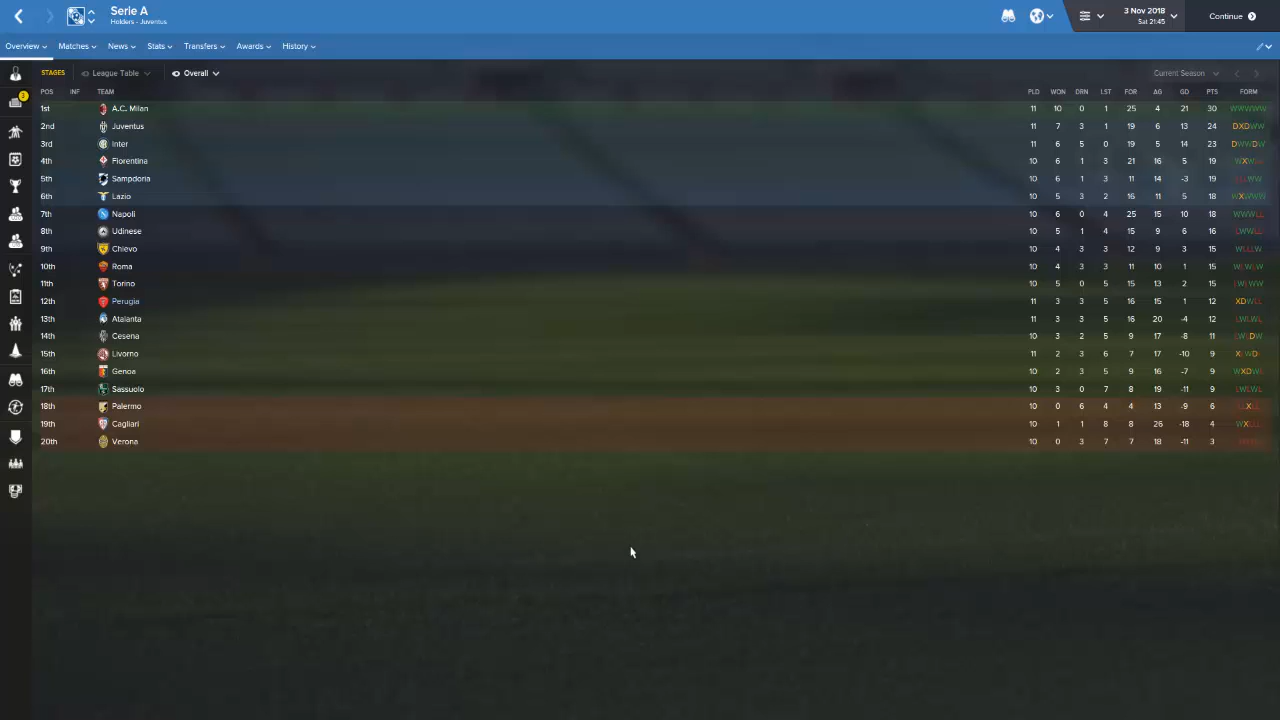 Serie A
Holders - Juventus
3 Nov 2018
Sat 21:45
Continue
Overview Matches News Stats Transfers Awards History
3
STAGES League Table Overall Current Season
POS INF TEAM PLD WON DRN LST FOR AG GD PTS FORM
1st A.C. Milan 11 10 0 1 25 4 21 30 WWWWW
2nd Juventus 11 7 3 1 19 6 13 24 DXDWW
3rd Inter 11 6 5 0 19 5 14 23 DWWDW
4th Fiorentina 10 6 1 3 21 16 5 19
5th Sampdoria 10 6 1 3 11 14 -3 19
6th Lazio 10 5 3 2 16 11 5 18 WXWWW
7th Napoli 10 6 0 4 25 15 10 18 WWWLL
8th Udinese 10 5 1 4 15 9 6 16 LWWLL
9th Chievo 10 4 3 3 12 9 3 15 WLLLW
10th Roma 10 4 3 3 11 10 1 15 WLWLW
11th Torino 10 5 0 5 15 13 2 15 LWLWW
12th Perugia 11 3 3 5 16 15 1 12 XDWLL
13th Atalanta 11 3 3 5 16 20 -4 12 LWLWL
14th Cesena 10 3 2 5 9 17 -8 11 LWLDW
15th Livorno 11 2 3 6 7 17 -10 9
16th Genoa 10 2 3 5 9 16 -7 9 WXDWL
17th Sassuolo 10 3 0 7 8 19 -11 9 LWLWL
18th Palermo 10 0 6 4 4 13 -9 6
19th Cagliari 10 1 1 8 8 26 -18 4 WXLLL
20th Verona 10 0 3 7 7 18 -11 3